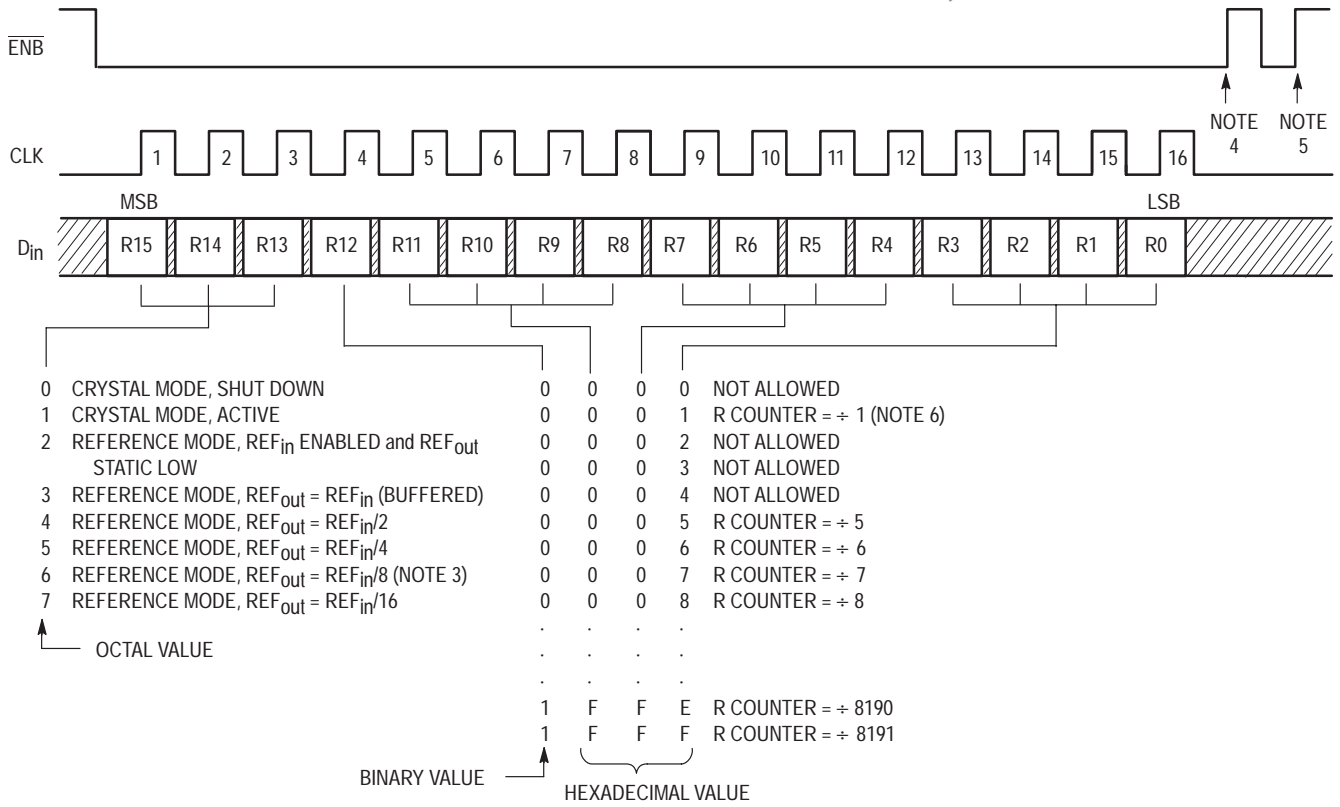 ENB
NOTE 4
NOTE 5
CLK
1 2 3 4 5 6 7 8 9 10 11 12 13 14 15 16
MSB
LSB
Din
R15 R14 R13 R12 R11 R10 R9 R8 R7 R6 R5 R4 R3 R2 R1 R0
0 CRYSTAL MODE, SHUT DOWN
1 CRYSTAL MODE, ACTIVE
2 REFERENCE MODE, REFin ENABLED and REFout
STATIC LOW
3 REFERENCE MODE, REFout = REFin (BUFFERED)
4 REFERENCE MODE, REFout = REFin/2
5 REFERENCE MODE, REFout = REFin/4
6 REFERENCE MODE, REFout = REFin/8 (NOTE 3)
7 REFERENCE MODE, REFout = REFin/16
OCTAL VALUE
0 0 0 0 NOT ALLOWED
0 0 0 1 R COUNTER = ÷ 1 (NOTE 6)
0 0 0 2 NOT ALLOWED
0 0 0 3 NOT ALLOWED
0 0 0 4 NOT ALLOWED
0 0 0 5 R COUNTER = ÷ 5
0 0 0 6 R COUNTER = ÷ 6
0 0 0 7 R COUNTER = ÷ 7
0 0 0 8 R COUNTER = ÷ 8
. . . .
. . . .
. . . .
1 F F E R COUNTER = ÷ 8190
1 F F F R COUNTER = ÷ 8191
BINARY VALUE
HEXADECIMAL VALUE